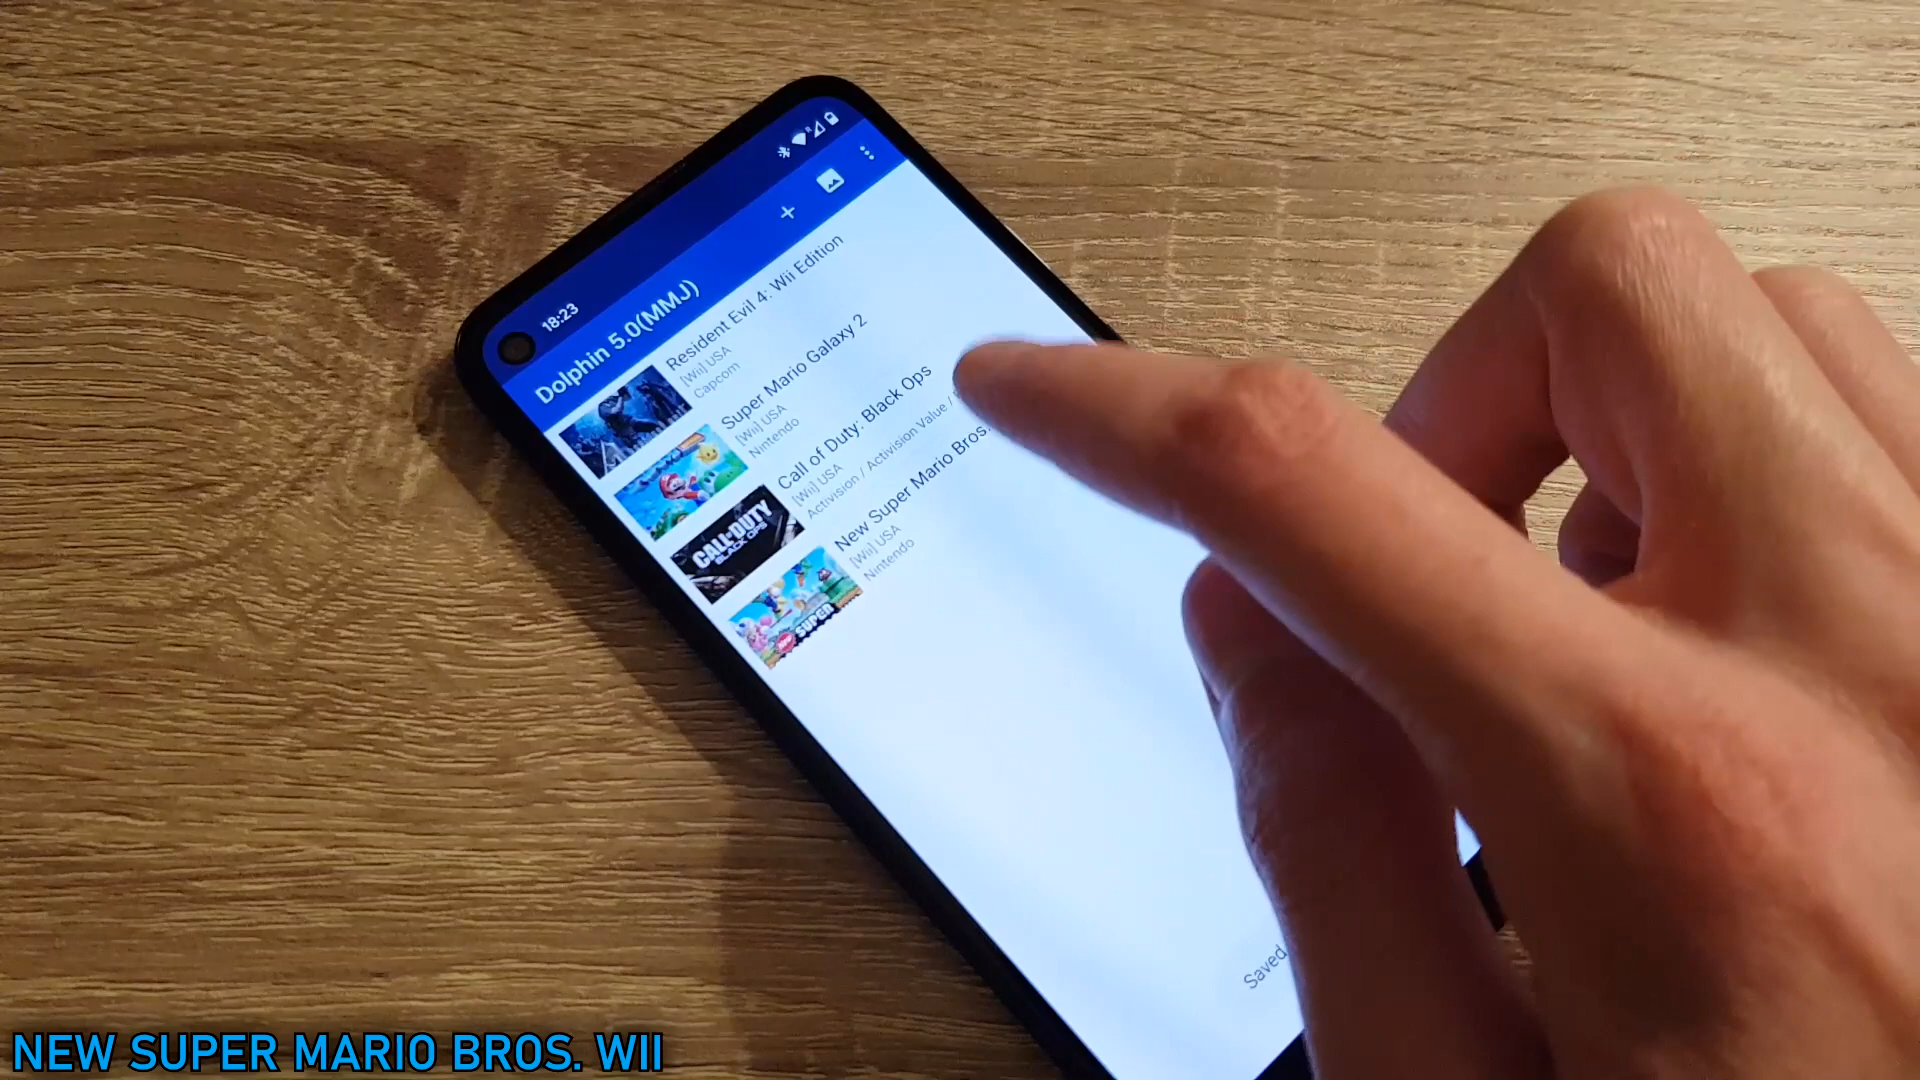 18:23
Dolphin 5.0(MMJ)
Resident Evil 4: Wii Edition
[Wii] USA
Capcom
Super Mario Galaxy 2
[Wii] USA
Nintendo
CALL OF DUTY
BLACK OPS
Call of Duty: Black Ops
[Wii] USA
Activision / Activision Value /
SUPER
New Super Mario Bros.
[Wii] USA
Nintendo
Saved
NEW SUPER MARIO BROS. WII